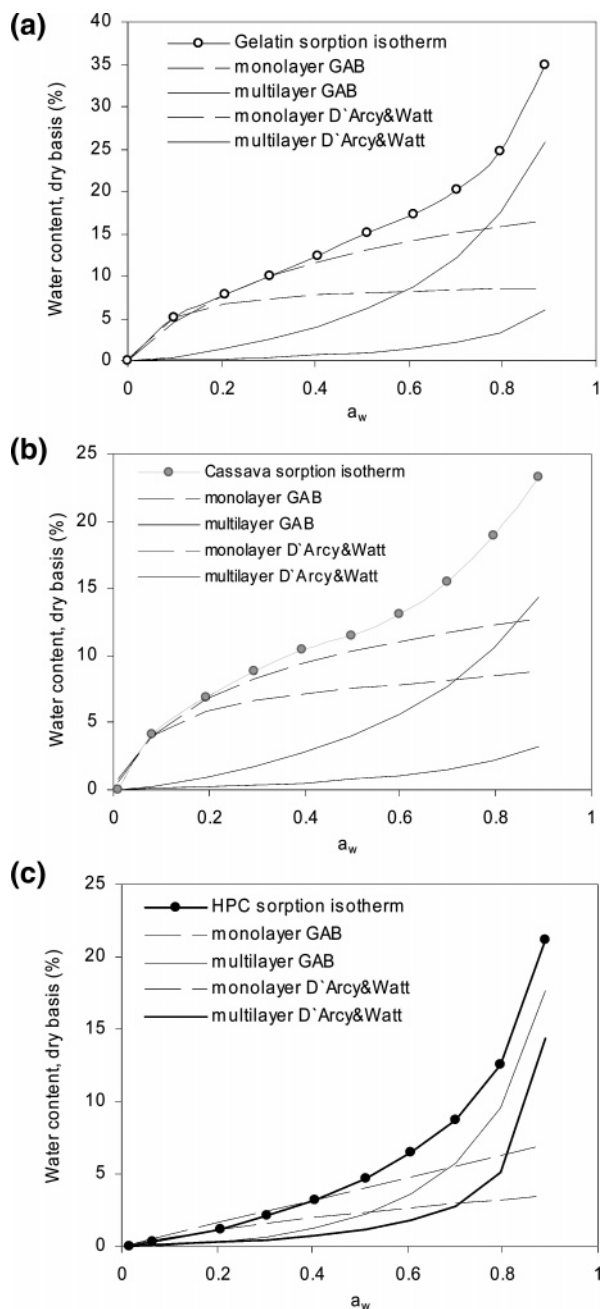 (a)
Water content, dry basis (%)
40
35
30
25
20
15
10
5
0
Gelatin sorption isotherm
monolayer GAB
multilayer GAB
monolayer D`Arcy&Watt
multilayer D`Arcy&Watt
0 0.2 0.4 0.6 0.8 1
a_w
(b)
Water content, dry basis (%)
25
20
15
10
5
0
Cassava sorption isotherm
monolayer GAB
multilayer GAB
monolayer D`Arcy&Watt
multilayer D`Arcy&Watt
0 0.2 0.4 0.6 0.8 1
a_w
(c)
Water content, dry basis (%)
25
20
15
10
5
0
HPC sorption isotherm
monolayer GAB
multilayer GAB
monolayer D`Arcy&Watt
multilayer D`Arcy&Watt
0 0.2 0.4 0.6 0.8 1
a_w